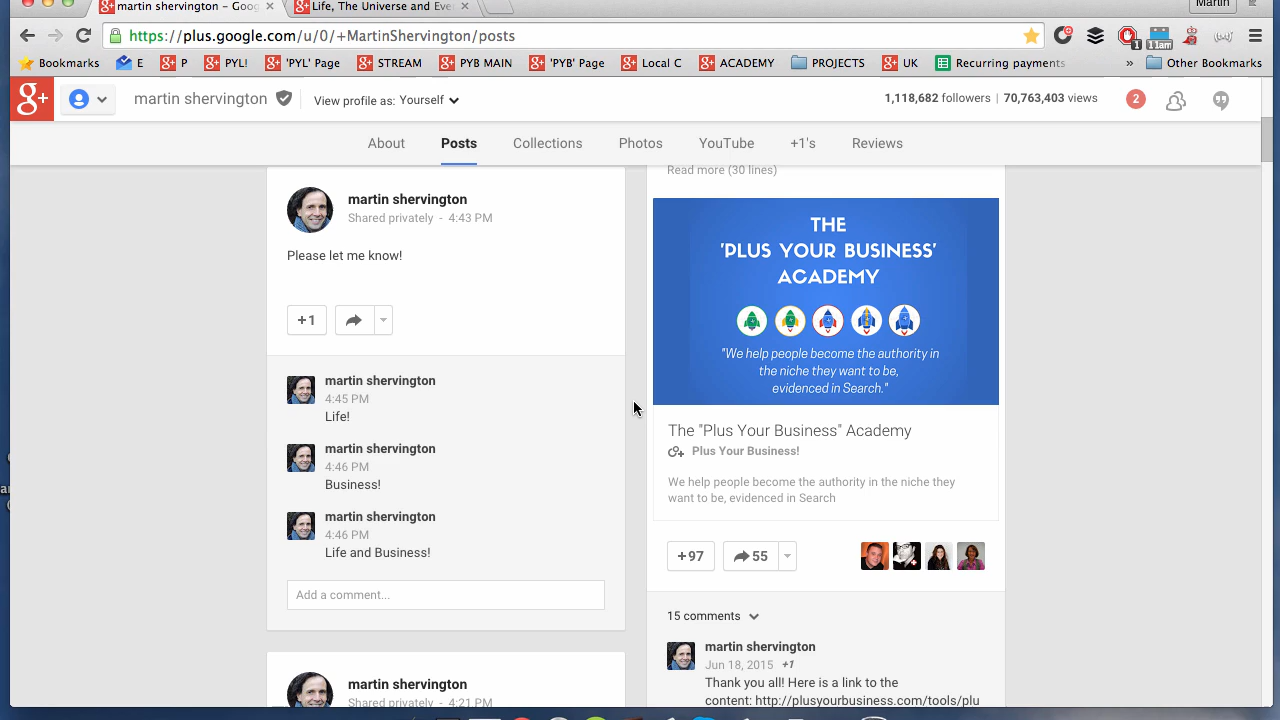 martin shervington – Goog
Life, The Universe and Eve
Martin
https://plus.google.com/u/0/+MartinShervington/posts
1
11am
Bookmarks
E
P
PYL!
'PYL' Page
STREAM
PYB MAIN
'PYB' Page
Local C
ACADEMY
PROJECTS
UK
Recurring payments
»
Other Bookmarks
g+
martin shervington
View profile as: Yourself
1,118,682 followers | 70,763,403 views
2
About
Posts
Collections
Photos
YouTube
+1's
Reviews
martin shervington
Shared privately - 4:43 PM
Please let me know!
+1
martin shervington
4:45 PM
Life!
martin shervington
4:46 PM
Business!
martin shervington
4:46 PM
Life and Business!
Add a comment...
martin shervington
Shared privately - 4:21 PM
Read more (30 lines)
THE
'PLUS YOUR BUSINESS'
ACADEMY
"We help people become the authority in
the niche they want to be,
evidenced in Search."
The "Plus Your Business" Academy
Plus Your Business!
We help people become the authority in the niche they
want to be, evidenced in Search
+97
55
15 comments
martin shervington
Jun 18, 2015 +1
Thank you all! Here is a link to the
content: http://plusyourbusiness.com/tools/plu